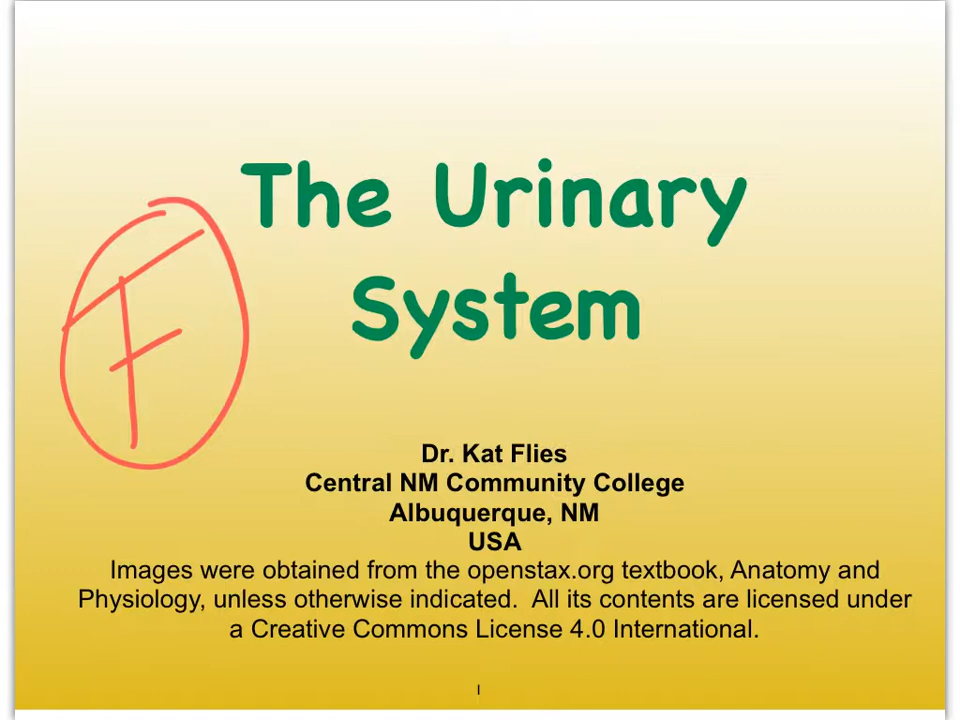 The Urinary
System
F
Dr. Kat Flies
Central NM Community College
Albuquerque, NM
USA
Images were obtained from the openstax.org textbook, Anatomy and
Physiology, unless otherwise indicated.  All its contents are licensed under
a Creative Commons License 4.0 International.
1